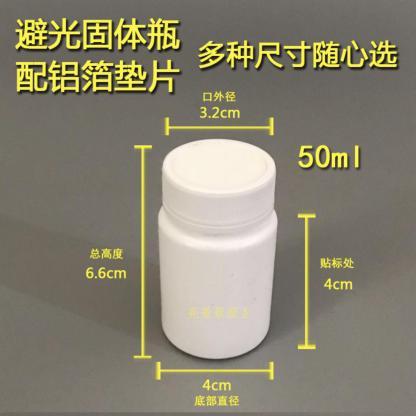 避光固体瓶
配铝箔垫片
多种尺寸随心选
口外径
3.2cm
50ml
总高度
6.6cm
贴标处
4cm
4cm
底部直径